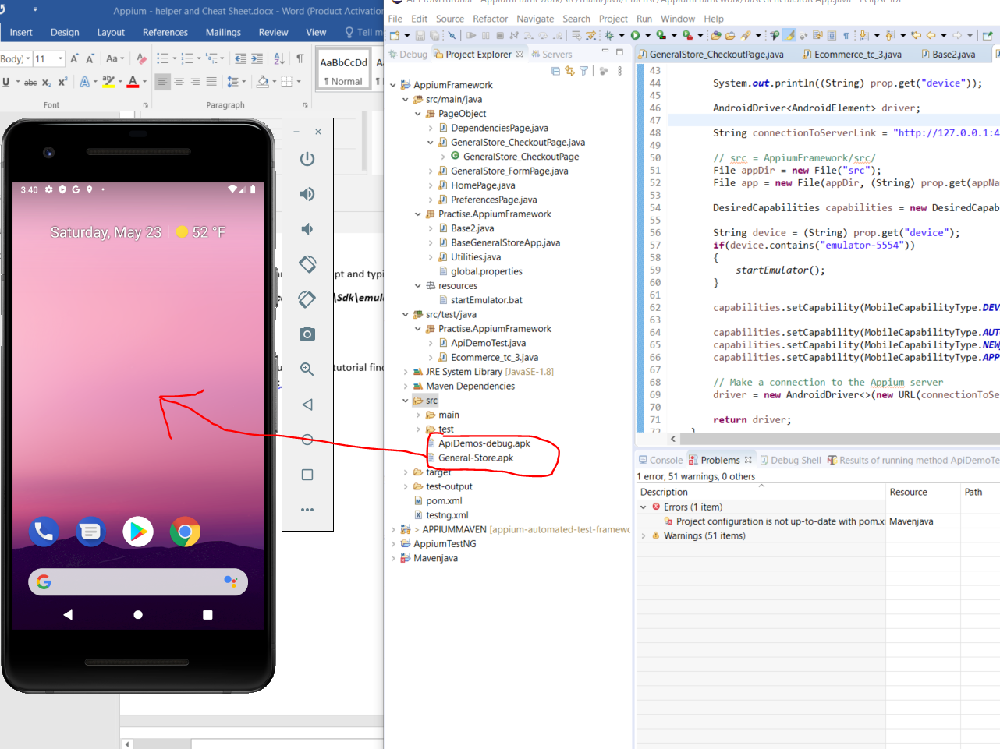 Appium - helper and Cheat Sheet.docx - Word (Product Activation
Insert Design Layout References Mailings Review View Tell m
Body) 11 A A Aa
U abc X2 X2 A ab A
Font Paragraph
AaBbCcDd
¶ Normal
3:40 G
Saturday, May 23 | 52 °F
pt and typi
\Sdk\emula
tutorial find
File Edit Source Refactor Navigate Search Project Run Window Help
Debug Project Explorer Servers
AppiumFramework
src/main/java
PageObject
DependenciesPage.java
GeneralStore_CheckoutPage.java
GeneralStore_CheckoutPage
GeneralStore_FormPage.java
HomePage.java
PreferencesPage.java
Practise.AppiumFramework
Base2.java
BaseGeneralStoreApp.java
Utilities.java
global.properties
resources
startEmulator.bat
src/test/java
Practise.AppiumFramework
ApiDemoTest.java
Ecommerce_tc_3.java
JRE System Library [JavaSE-1.8]
Maven Dependencies
src
main
test
ApiDemos-debug.apk
General-Store.apk
target
test-output
pom.xml
testng.xml
> APPIUMMAVEN [appium-automated-test-framewo
AppiumTestNG
Mavenjava
GeneralStore_CheckoutPage.java Ecommerce_tc_3.java Base2.java
43
44 System.out.println((String) prop.get("device"));
45
46 AndroidDriver<AndroidElement> driver;
47
48 String connectionToServerLink = "http://127.0.0.1:4
49
50 // src = AppiumFramework/src/
51 File appDir = new File("src");
52 File app = new File(appDir, (String) prop.get(appNa
53
54 DesiredCapabilities capabilities = new DesiredCapab
55
56 String device = (String) prop.get("device");
57 if(device.contains("emulator-5554"))
58 {
59 startEmulator();
60 }
61
62 capabilities.setCapability(MobileCapabilityType.DEV
63
64 capabilities.setCapability(MobileCapabilityType.AUT
65 capabilities.setCapability(MobileCapabilityType.NEW
66 capabilities.setCapability(MobileCapabilityType.APP
67
68 // Make a connection to the Appium server
69 driver = new AndroidDriver<>(new URL(connectionToSe
70
71 return driver;
72 }
Console Problems Debug Shell Results of running method ApiDemoTe
1 error, 51 warnings, 0 others
Description Resource Path
Errors (1 item)
Project configuration is not up-to-date with pom.xm Mavenjava
Warnings (51 items)